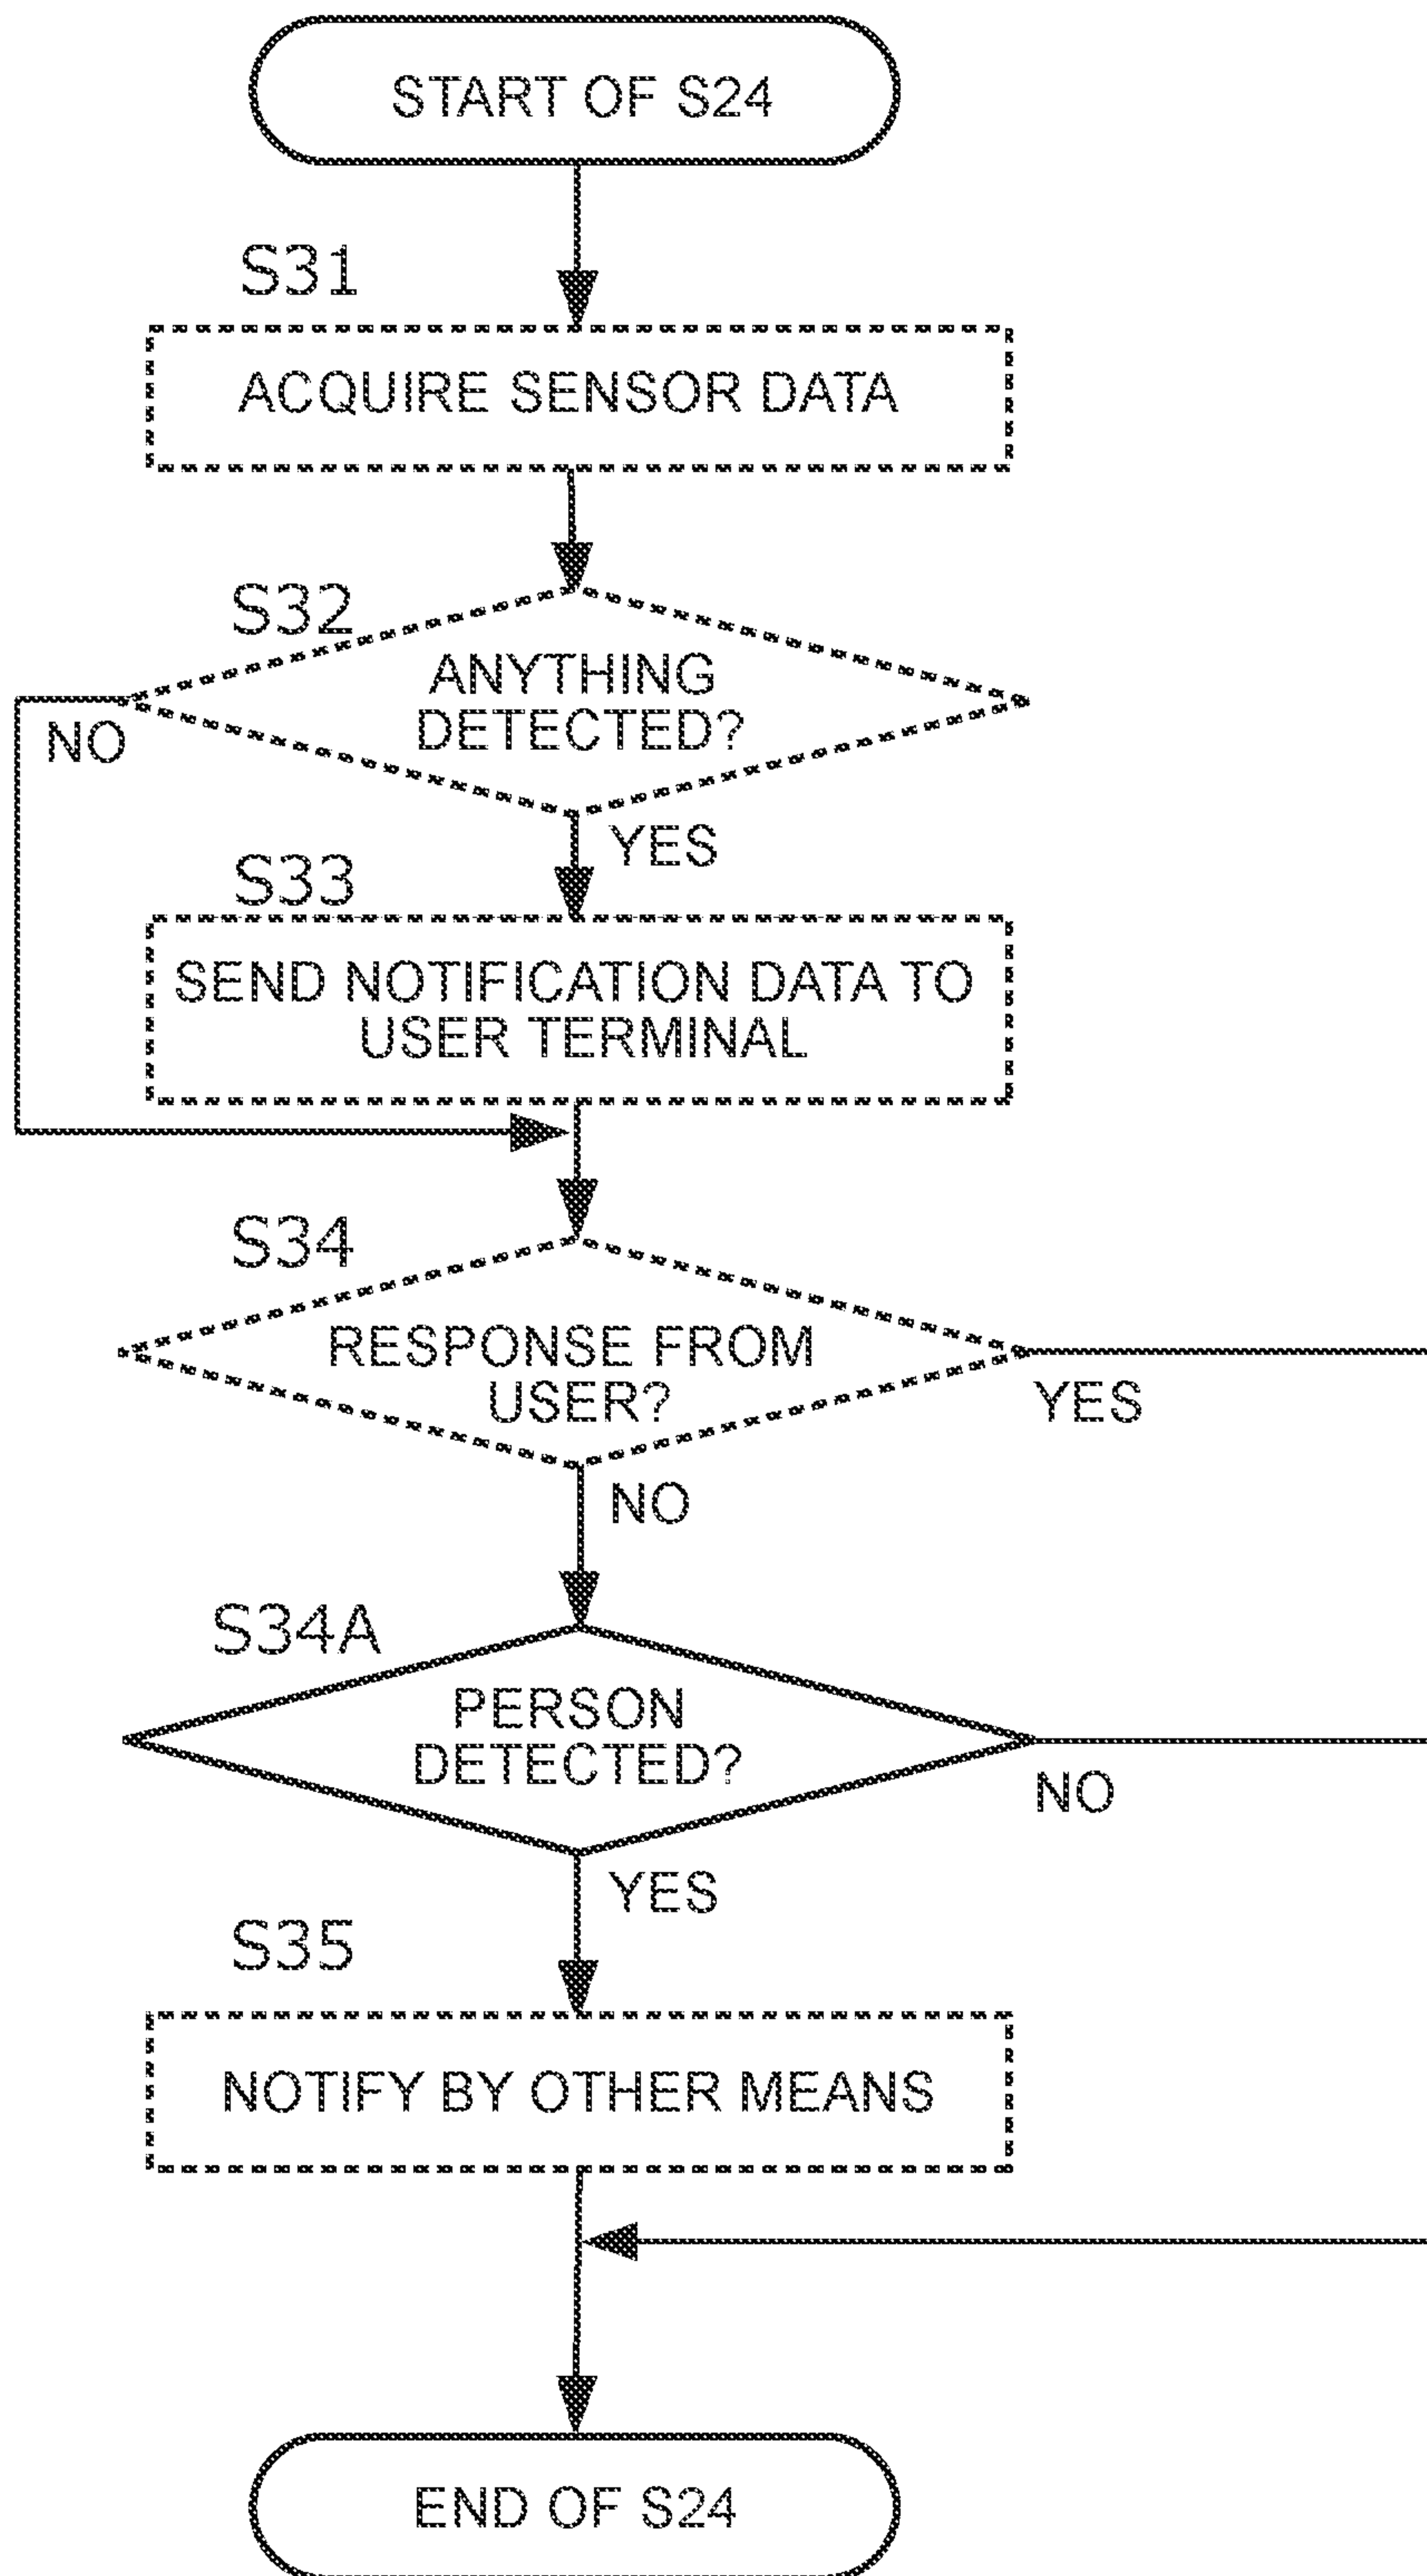 START OF S24
S31
ACQUIRE SENSOR DATA
S32
ANYTHING
DETECTED?
NO
YES
S33
SEND NOTIFICATION DATA TO
USER TERMINAL
S34
RESPONSE FROM
USER?
YES
NO
S34A
PERSON
DETECTED?
NO
YES
S35
NOTIFY BY OTHER MEANS
END OF S24